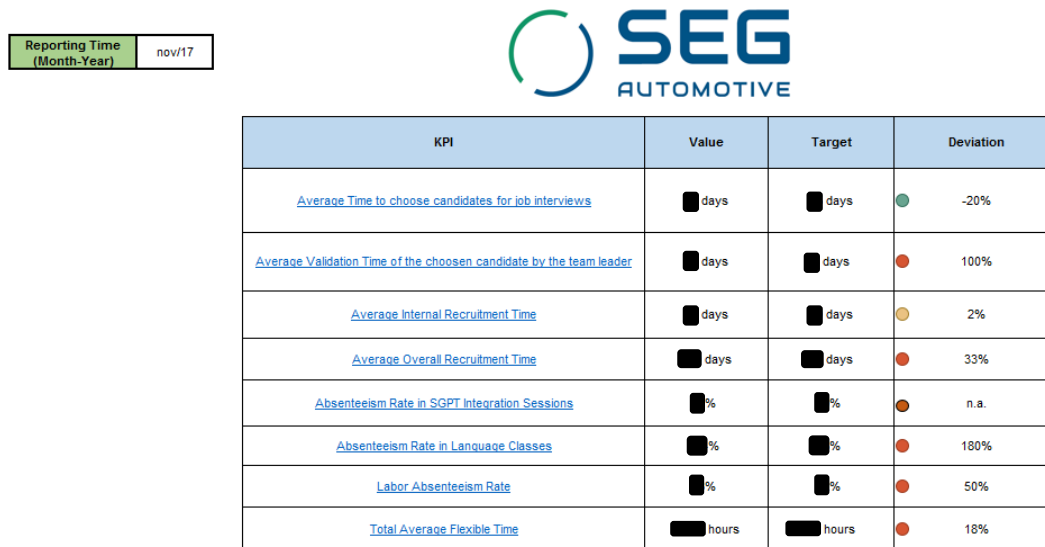 Reporting Time
(Month-Year)
nov/17
SEG
AUTOMOTIVE
KPI Value Target Deviation
Average Time to choose candidates for job interviews days days -20%
Average Validation Time of the choosen candidate by the team leader days days 100%
Average Internal Recruitment Time days days 2%
Average Overall Recruitment Time days days 33%
Absenteeism Rate in SGPT Integration Sessions % % n.a.
Absenteeism Rate in Language Classes % % 180%
Labor Absenteeism Rate % % 50%
Total Average Flexible Time hours hours 18%